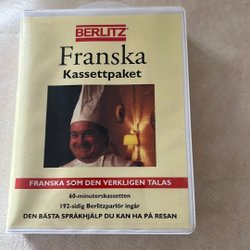 BERLITZ
Franska
Kassettpaket
FRANSKA SOM DEN VERKLIGEN TALAS
60-minuterskassetten
192-sidig Berlitzparlör ingår
DEN BÄSTA SPRÅKHJÄLP DU KAN HA PÅ RESAN